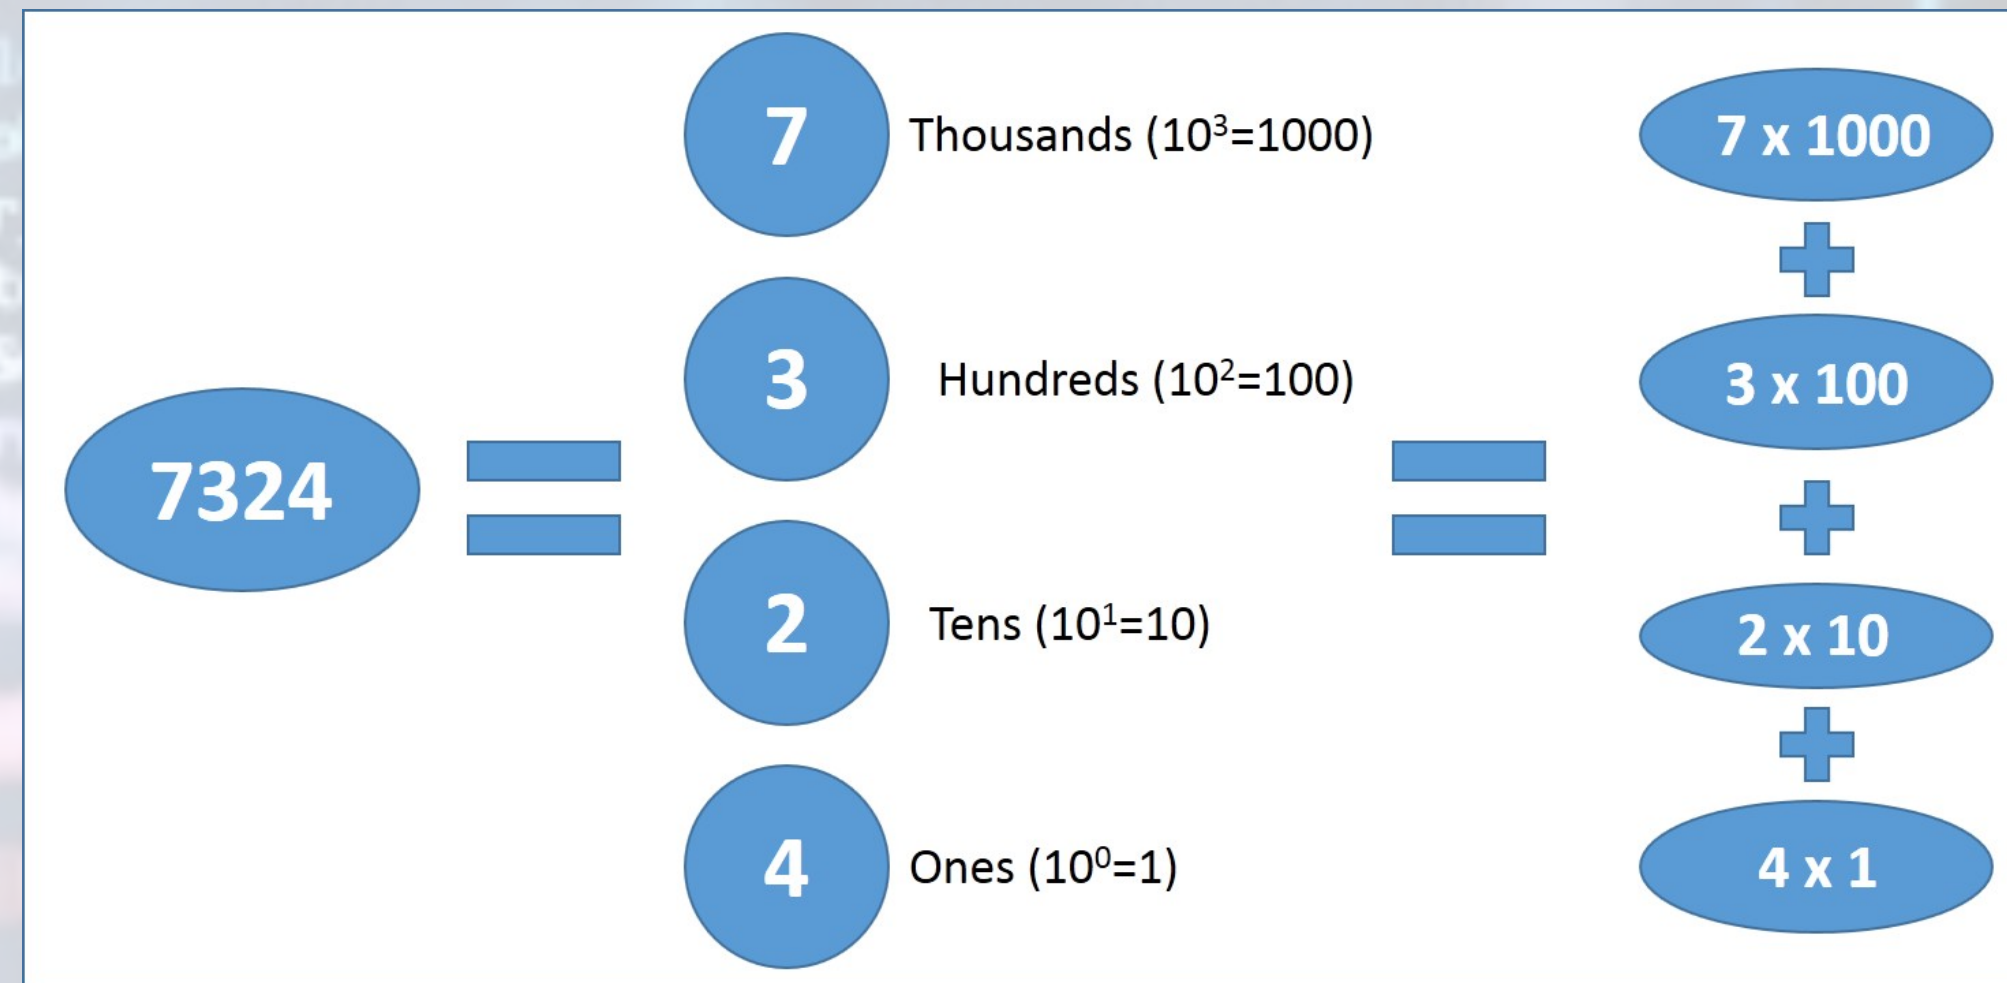 7324
7 Thousands (10³=1000)
3 Hundreds (10²=100)
2 Tens (10¹=10)
4 Ones (10⁰=1)
7 x 1000
3 x 100
2 x 10
4 x 1